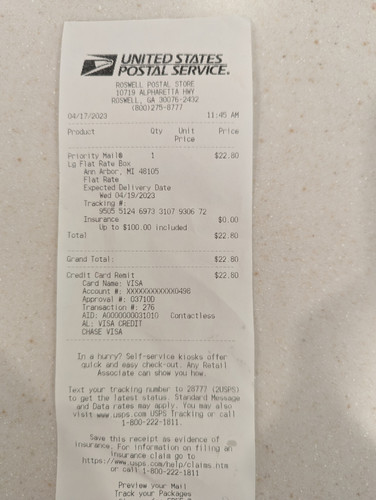 UNITED STATES
POSTAL SERVICE.
ROSWELL POSTAL STORE
10719 ALPHARETTA HWY
ROSWELL, GA 30076-2432
(800)275-8777
04/17/2023 11:45 AM
Product Qty Unit Price
Price
Priority Mail® 1 $22.80
Lg Flat Rate Box
Ann Arbor, MI 48105
Flat Rate
Expected Delivery Date
Wed 04/19/2023
Tracking #:
9505 5124 6973 3107 9306 72
Insurance $0.00
Up to $100.00 included
Total $22.80
Grand Total: $22.80
Credit Card Remit $22.80
Card Name: VISA
Account #: XXXXXXXXXXXX0496
Approval #: 03710D
Transaction #: 276
AID: A0000000031010 Contactless
AL: VISA CREDIT
CHASE VISA
In a hurry? Self-service kiosks offer
quick and easy check-out. Any Retail
Associate can show you how.
Text your tracking number to 28777 (2USPS)
to get the latest status. Standard Message
and Data rates may apply. You may also
visit www.usps.com USPS Tracking or call
1-800-222-1811.
Save this receipt as evidence of
insurance. For information on filing an
insurance claim go to
https://www.usps.com/help/claims.htm
or call 1-800-222-1811
Preview your Mail
Track your Packages